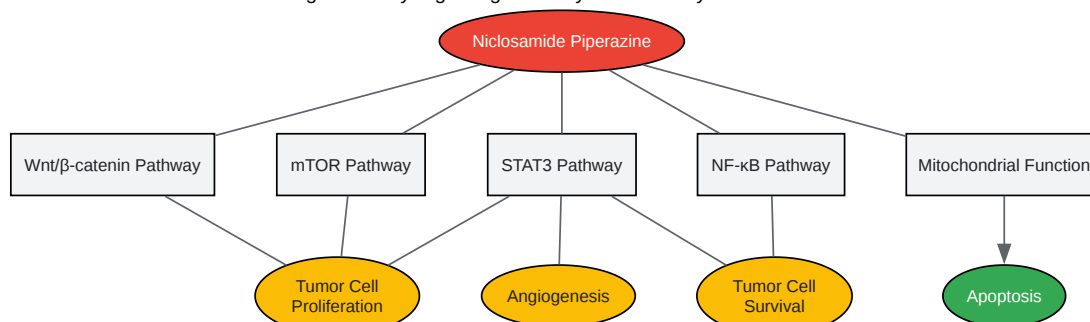 Niclosamide Piperazine
Wnt/β-catenin Pathway
mTOR Pathway
STAT3 Pathway
NF-κB Pathway
Mitochondrial Function
Tumor Cell
Proliferation
Angiogenesis
Tumor Cell
Survival
Apoptosis